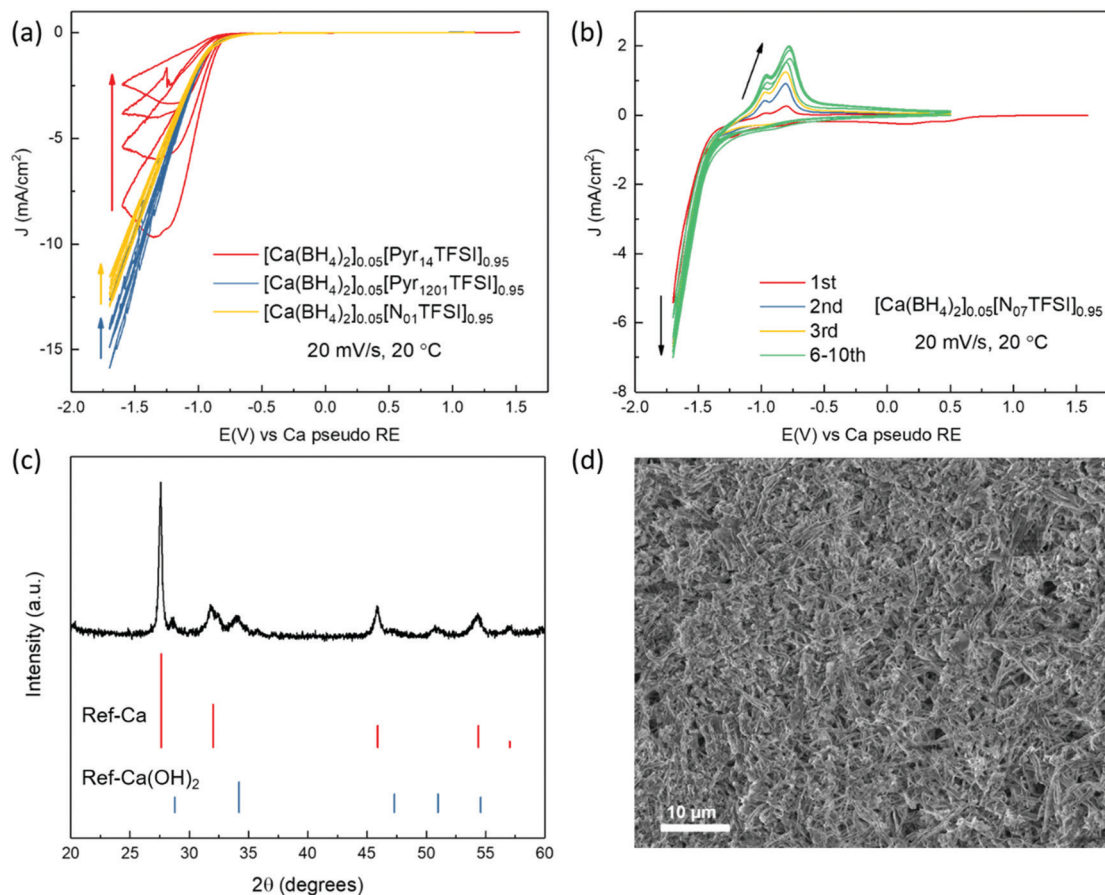 (a)
0
-5
-10
-15
J (mA/cm²)
[Ca(BH₄)₂]₀.₀₅[Pyr₁₄TFSI]₀.₉₅
[Ca(BH₄)₂]₀.₀₅[Pyr₁₂₀₁TFSI]₀.₉₅
[Ca(BH₄)₂]₀.₀₅[N₀₁TFSI]₀.₉₅
20 mV/s, 20 °C
-2.0 -1.5 -1.0 -0.5 0.0 0.5 1.0 1.5
E(V) vs Ca pseudo RE
(b)
2
0
-2
-4
-6
-8
J (mA/cm²)
1st
2nd
3rd
6-10th
[Ca(BH₄)₂]₀.₀₅[N₀₇TFSI]₀.₉₅
20 mV/s, 20 °C
-2.0 -1.5 -1.0 -0.5 0.0 0.5 1.0 1.5
E(V) vs Ca pseudo RE
(c)
Intensity (a.u.)
Ref-Ca
Ref-Ca(OH)₂
20 25 30 35 40 45 50 55 60
2θ (degrees)
(d)
10 µm